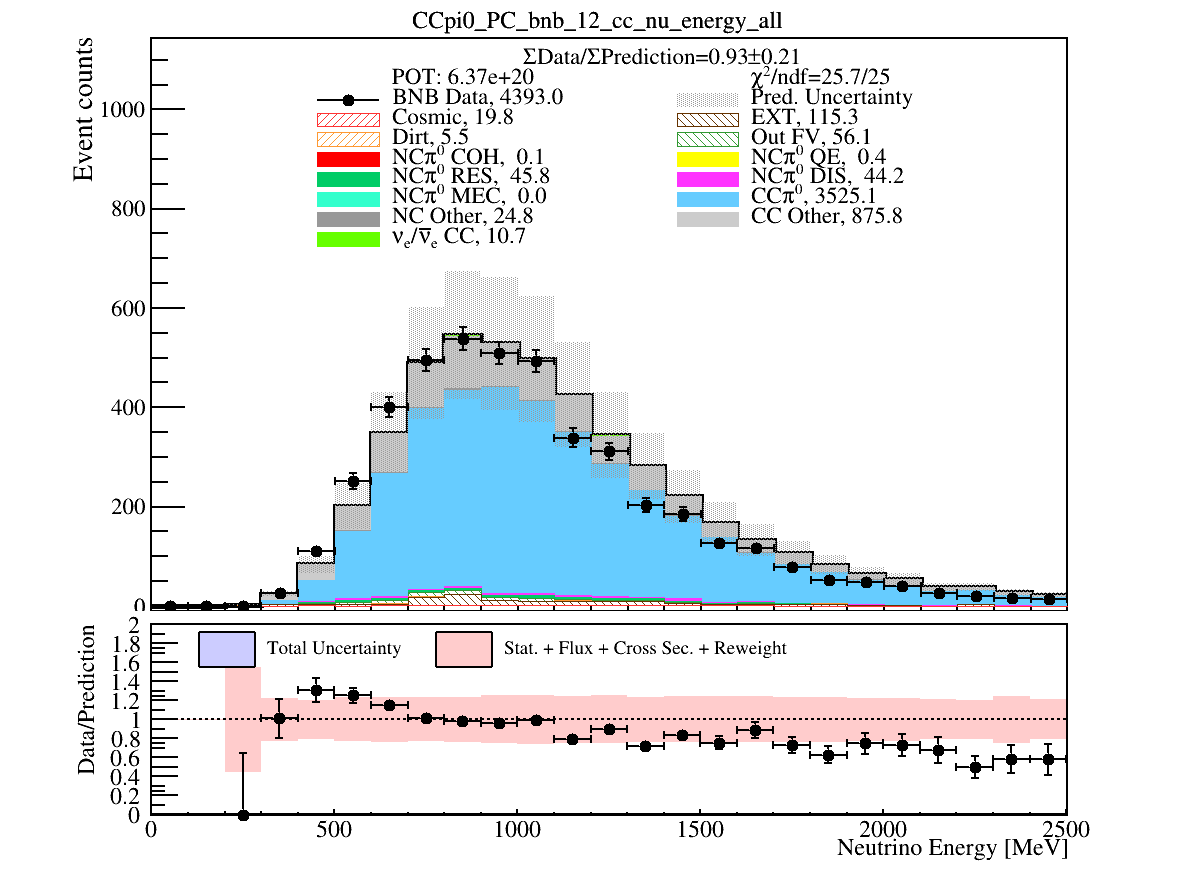 CCpi0_PC_bnb_12_cc_nu_energy_all
ΣData/ΣPrediction=0.93±0.21
POT: 6.37e+20
χ²/ndf=25.7/25
BNB Data, 4393.0
Pred. Uncertainty
Cosmic, 19.8
EXT, 115.3
Dirt, 5.5
Out FV, 56.1
NCπ⁰ COH, 0.1
NCπ⁰ QE, 0.4
NCπ⁰ RES, 45.8
NCπ⁰ DIS, 44.2
NCπ⁰ MEC, 0.0
CCπ⁰, 3525.1
NC Other, 24.8
CC Other, 875.8
νₑ/ν̅ₑ CC, 10.7
Event counts
1000
800
600
400
200
0
Total Uncertainty
Stat. + Flux + Cross Sec. + Reweight
Data/Prediction
2
1.8
1.6
1.4
1.2
1
0.8
0.6
0.4
0.2
0
0 500 1000 1500 2000 2500
Neutrino Energy [MeV]